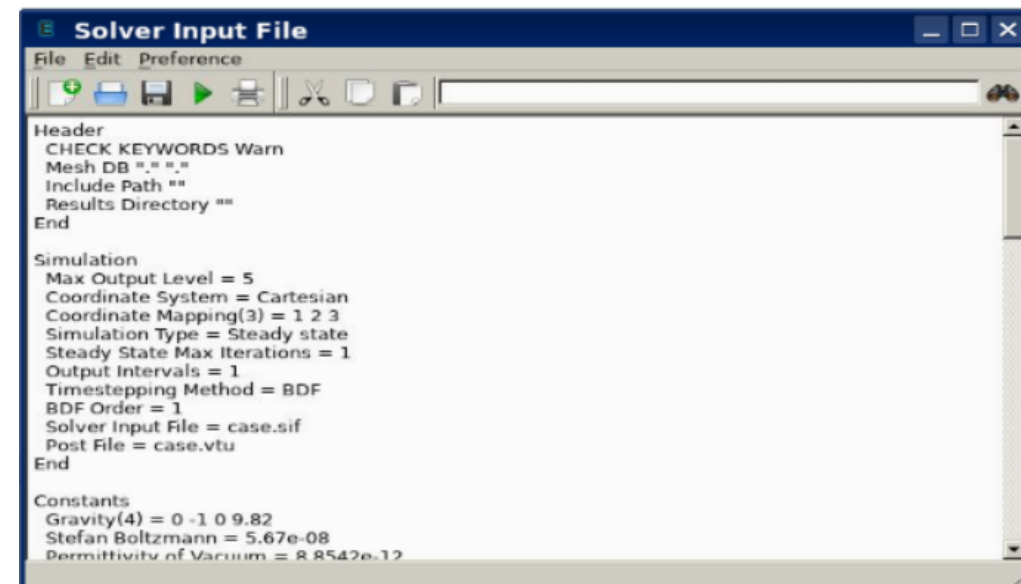 Solver Input File
File Edit Preference
Header
CHECK KEYWORDS Warn
Mesh DB "." "."
Include Path ""
Results Directory ""
End
Simulation
Max Output Level = 5
Coordinate System = Cartesian
Coordinate Mapping(3) = 1 2 3
Simulation Type = Steady state
Steady State Max Iterations = 1
Output Intervals = 1
Timestepping Method = BDF
BDF Order = 1
Solver Input File = case.sif
Post File = case.vtu
End
Constants
Gravity(4) = 0 -1 0 9.82
Stefan Boltzmann = 5.67e-08
Permittivity of Vacuum = 8.8542e-12